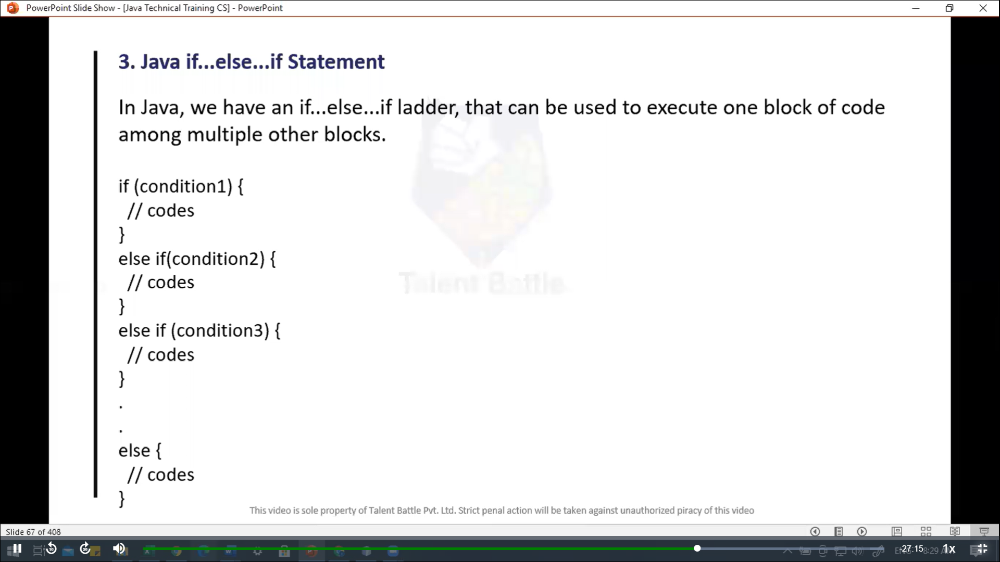 PowerPoint Slide Show - [Java Technical Training CS] - PowerPoint
3. Java if...else...if Statement
In Java, we have an if...else...if ladder, that can be used to execute one block of code
among multiple other blocks.
if (condition1) {
// codes
}
else if(condition2) {
// codes
}
else if (condition3) {
// codes
}
.
.
else {
// codes
}
Talent Battle
This video is sole property of Talent Battle Pvt. Ltd. Strict penal action will be taken against unauthorized piracy of this video
Slide 67 of 408
10
30
-27:15
8:29
1x